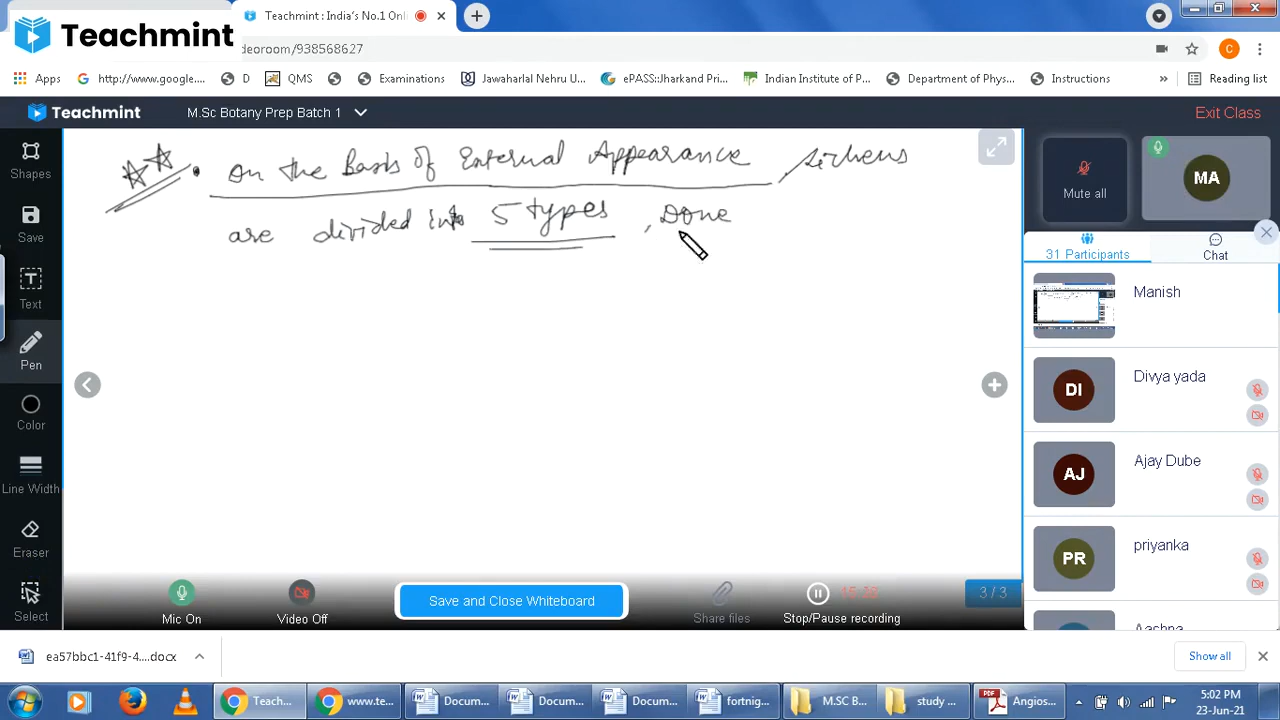 Teachmint : India's No.1 Onl
Teachmint
deoroom/938568627
C
Apps
http://www.google....
D
QMS
Examinations
Jawaharlal Nehru U...
ePASS::Jharkand Pri...
Indian Institute of P...
Department of Phys...
Instructions
»
Reading list
Teachmint
M.Sc Botany Prep Batch 1
Exit Class
Shapes
Save
Text
Pen
Color
Line Width
Eraser
Select
On the Basis of External Appearance, Lichens
are divided into 5 types, Done
Mute all
MA
31 Participants
Chat
Manish
DI
Divya yada
AJ
Ajay Dube
PR
priyanka
Aashna
Mic On
Video Off
Save and Close Whiteboard
Share files
Stop/Pause recording
3 / 3
ea57bbc1-41f9-4....docx
Show all
Teach...
www.te...
Docum...
Docum...
Docum...
fortnig...
M.SC B...
study ...
Angios...
5:02 PM
23-Jun-21